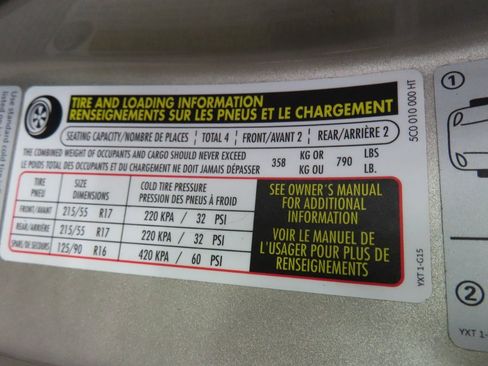 TIRE AND LOADING INFORMATION
RENSEIGNEMENTS SUR LES PNEUS ET LE CHARGEMENT
SEATING CAPACITY/NOMBRE DE PLACES | TOTAL 4 | FRONT/AVANT 2 | REAR/ARRIÈRE 2
THE COMBINED WEIGHT OF OCCUPANTS AND CARGO SHOULD NEVER EXCEED 358 KG OR 790 LBS
LE POIDS TOTAL DES OCCUPANTS ET DU CHARGEMENT NE DOIT JAMAIS DÉPASSER KG OU LB.
TIRE SIZE COLD TIRE PRESSURE
PNEU DIMENSIONS PRESSION DES PNEUS À FROID
FRONT/AVANT 215/55 R17 220 KPA / 32 PSI
REAR/ARRIÈRE 215/55 R17 220 KPA / 32 PSI
SPARE/DE SECOURS 125/90 R16 420 KPA / 60 PSI
SEE OWNER'S MANUAL
FOR ADDITIONAL
INFORMATION
VOIR LE MANUEL DE
L'USAGER POUR PLUS DE
RENSEIGNEMENTS
5C0 010 000 HT
YXT 1-G15
1
2
YXT 1-
Use standard cold tire